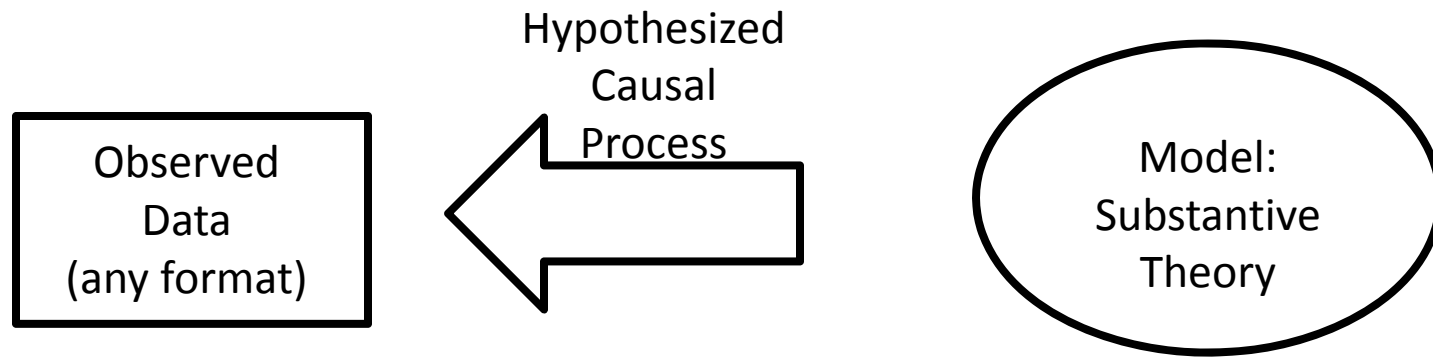 Hypothesized
Causal
Process
Observed
Data
(any format)
Model:
Substantive
Theory